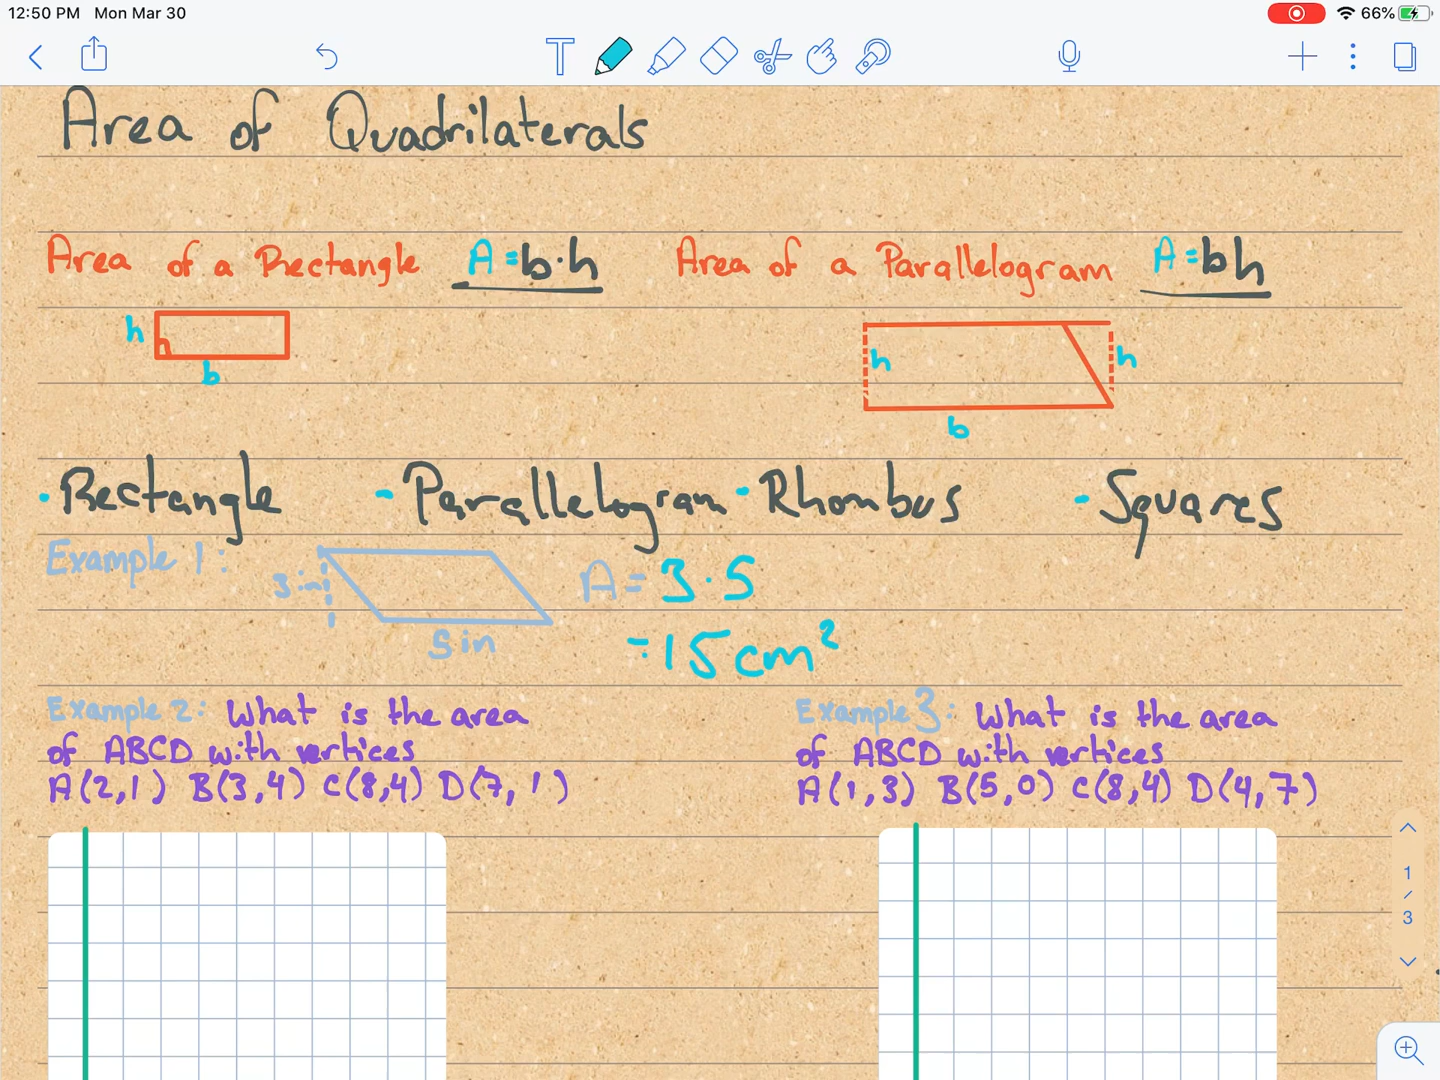 12:50 PM Mon Mar 30
66%
T
Area of Quadrilaterals
Area of a Rectangle A = b·h
Area of a Parallelogram A = bh
h
b
h
h
b
·Rectangle - Parallelogram - Rhombus - Squares
Example 1:
3 in
5 in
A = 3·5
=15cm²
Example 2: What is the area
of ABCD with vertices
A(2,1) B(3,4) C(8,4) D(7,1)
Example 3: What is the area
of ABCD with vertices
A(1,3) B(5,0) C(8,4) D(4,7)
1
/
3